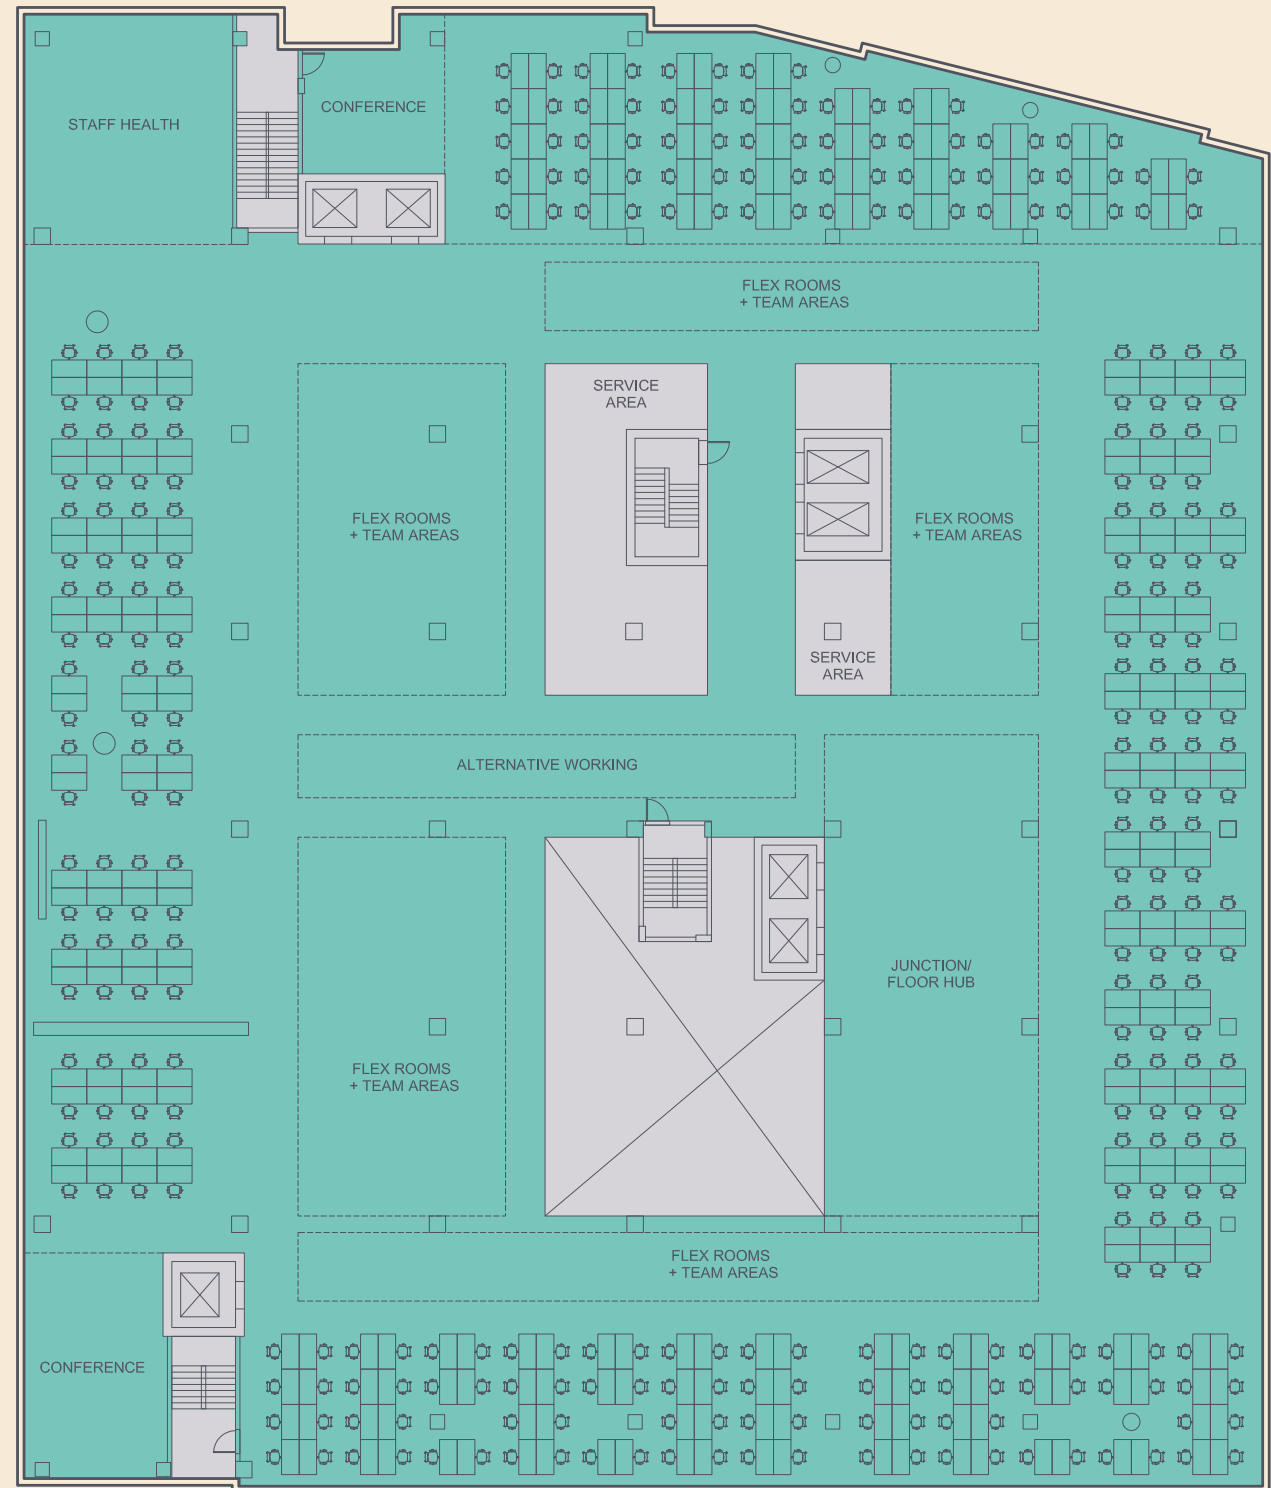 STAFF HEALTH
CONFERENCE
FLEX ROOMS
+ TEAM AREAS
SERVICE
AREA
FLEX ROOMS
+ TEAM AREAS
FLEX ROOMS
+ TEAM AREAS
SERVICE
AREA
ALTERNATIVE WORKING
JUNCTION/
FLOOR HUB
FLEX ROOMS
+ TEAM AREAS
FLEX ROOMS
+ TEAM AREAS
CONFERENCE